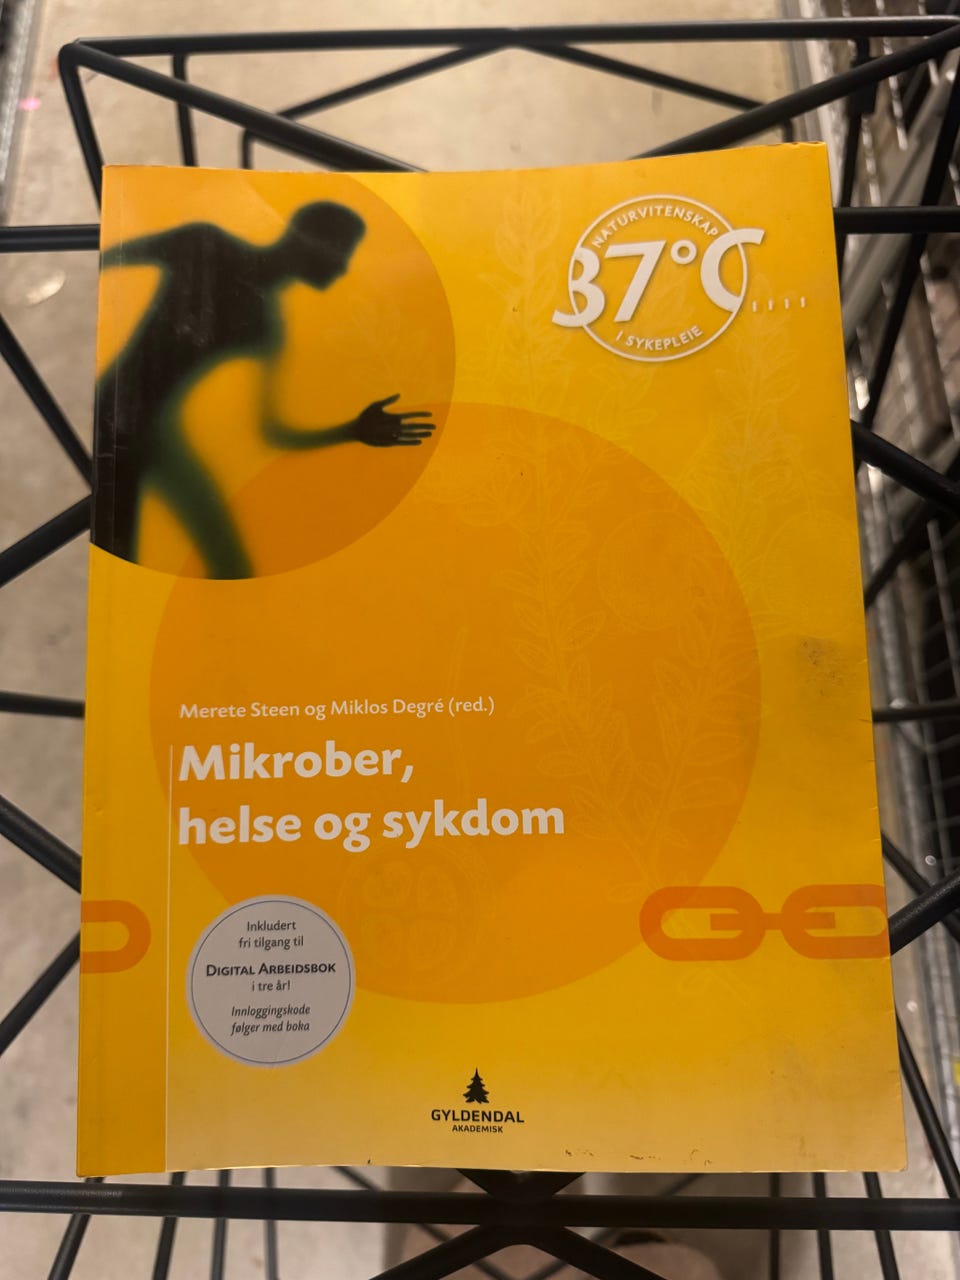 NATURVITENSKAP
37°C
I SYKEPLEIE
Merete Steen og Miklos Degré (red.)
Mikrober,
helse og sykdom
Inkludert
fri tilgang til
DIGITAL ARBEIDSBOK
i tre år!
Innloggingskode
følger med boka
GYLDENDAL
AKADEMISK